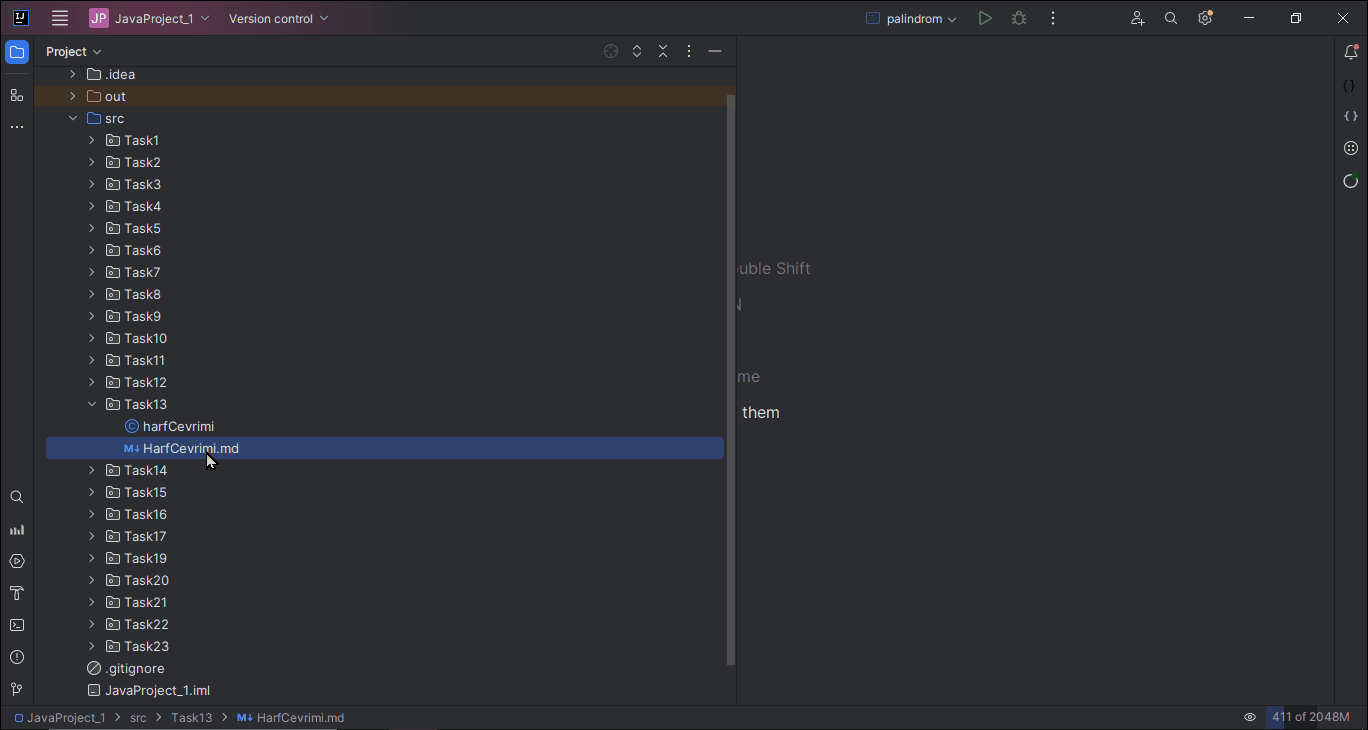 JP JavaProject_1 Version control palindrom
Project
.idea
out
src
Task1
Task2
Task3
Task4
Task5
Task6
Task7
Task8
Task9
Task10
Task11
Task12
Task13
harfCevrimi
M↓ HarfCevrimi.md
Task14
Task15
Task16
Task17
Task19
Task20
Task21
Task22
Task23
.gitignore
JavaProject_1.iml
uble Shift
me
them
JavaProject_1 > src > Task13 > M↓ HarfCevrimi.md 411 of 2048M